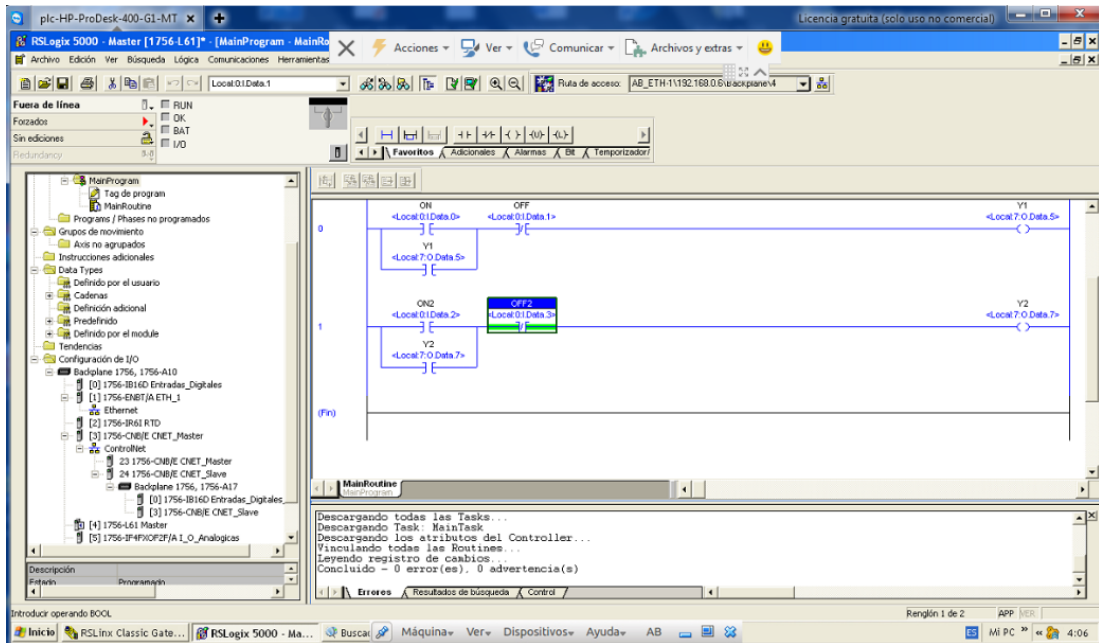 plc-HP-ProDesk-400-G1-MT
Licencia gratuita (solo uso no comercial)
RSLogix 5000 - Master [1756-L61]* - [MainProgram - MainRo
Acciones
Ver
Comunicar
Archivos y extras
Archivo Edición Ver Búsqueda Lógica Comunicaciones Herramientas
Local:0:I.Data.1
Ruta de acceso:
AB_ETH-1\192.168.0.6\Backplane\4
Fuera de línea
RUN
Forzados
OK
Sin ediciones
BAT
Redundancy
I/O
Favoritos Adicionales Alarmas Bit Temporizador/
MainProgram
Tag de program
MainRoutine
Programs / Phases no programados
Grupos de movimiento
Axis no agrupados
Instrucciones adicionales
Data Types
Definido por el usuario
Cadenas
Definición adicional
Predefinido
Definido por el module
Tendencias
Configuración de I/O
Backplane 1756, 1756-A10
[0] 1756-IB16D Entradas_Digitales
[1] 1756-ENBT/A ETH_1
Ethernet
[2] 1756-IR6I RTD
[3] 1756-CNB/E CNET_Master
ControlNet
23 1756-CNB/E CNET_Master
24 1756-CNB/E CNET_Slave
Backplane 1756, 1756-A17
[0] 1756-IB16D Entradas_Digitales_
[3] 1756-CNB/E CNET_Slave
[4] 1756-L61 Master
[5] 1756-IF4FXOF2F/A I_O_Analogicas
Descripción
Estado Programado
ON OFF Y1
<Local:0:I.Data.0> <Local:0:I.Data.1> <Local:7:O.Data.5>
0
Y1
<Local:7:O.Data.5>
ON2 OFF2 Y2
<Local:0:I.Data.2> <Local:0:I.Data.3> <Local:7:O.Data.7>
1
Y2
<Local:7:O.Data.7>
(Fin)
MainRoutine
MainProgram
Descargando todas las Tasks...
Descargando Task: MainTask
Descargando los atributos del Controller...
Vinculando todas las Routines...
Leyendo registro de cambios...
Concluido - 0 error(es), 0 advertencia(s)
Errores Resultados de búsqueda Control
Introducir operando BOOL
Renglón 1 de 2
APP
VER
Inicio
RSLinx Classic Gate...
RSLogix 5000 - Ma...
Buscar
Máquina
Ver
Dispositivos
Ayuda
AB
ES
Mi PC
4:06